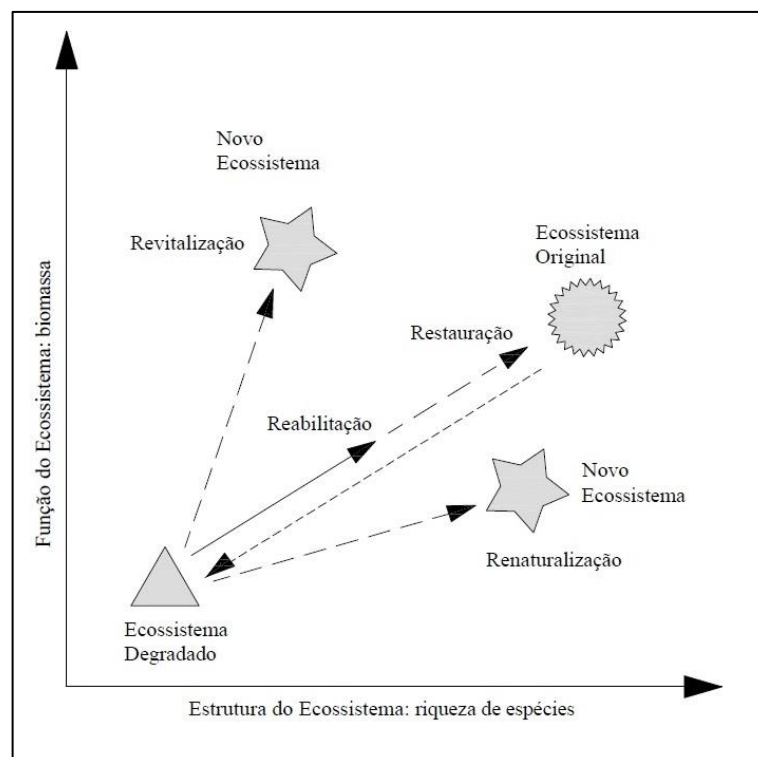 Novo
Ecossistema
Revitalização
Ecossistema
Original
Restauração
Reabilitação
Novo
Ecossistema
Renaturalização
Ecossistema
Degradado
Função do Ecossistema: biomassa
Estrutura do Ecossistema: riqueza de espécies